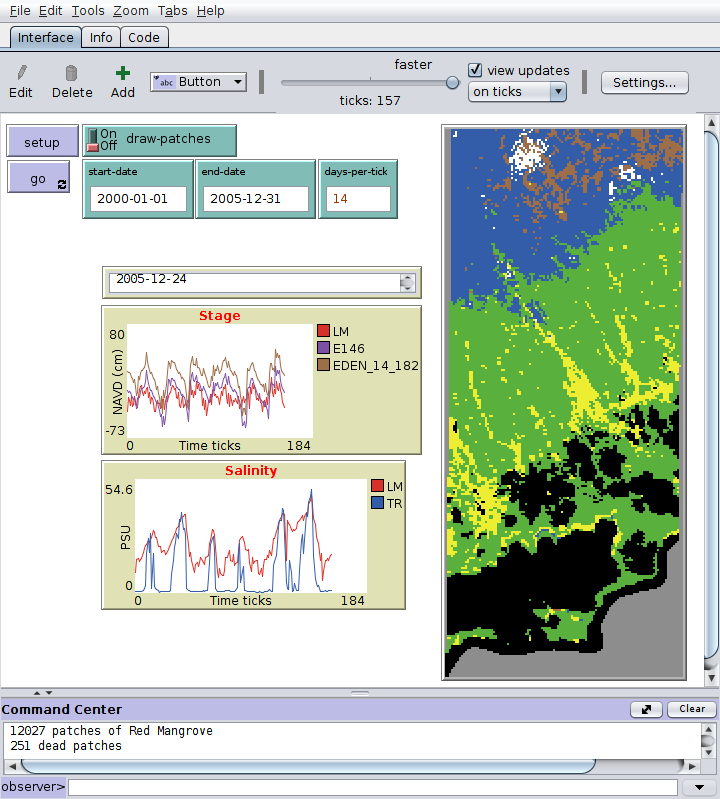 File Edit Tools Zoom Tabs Help
Interface Info Code
Edit Delete Add abc Button
faster
ticks: 157
view updates
on ticks
Settings...
setup
On
Off
draw-patches
go
start-date
2000-01-01
end-date
2005-12-31
days-per-tick
14
2005-12-24
Stage
80
NAVD (cm)
-73
0 Time ticks 184
LM
E146
EDEN_14_182
Salinity
54.6
PSU
0
0 Time ticks 184
LM
TR
Command Center
Clear
12027 patches of Red Mangrove
251 dead patches
observer>